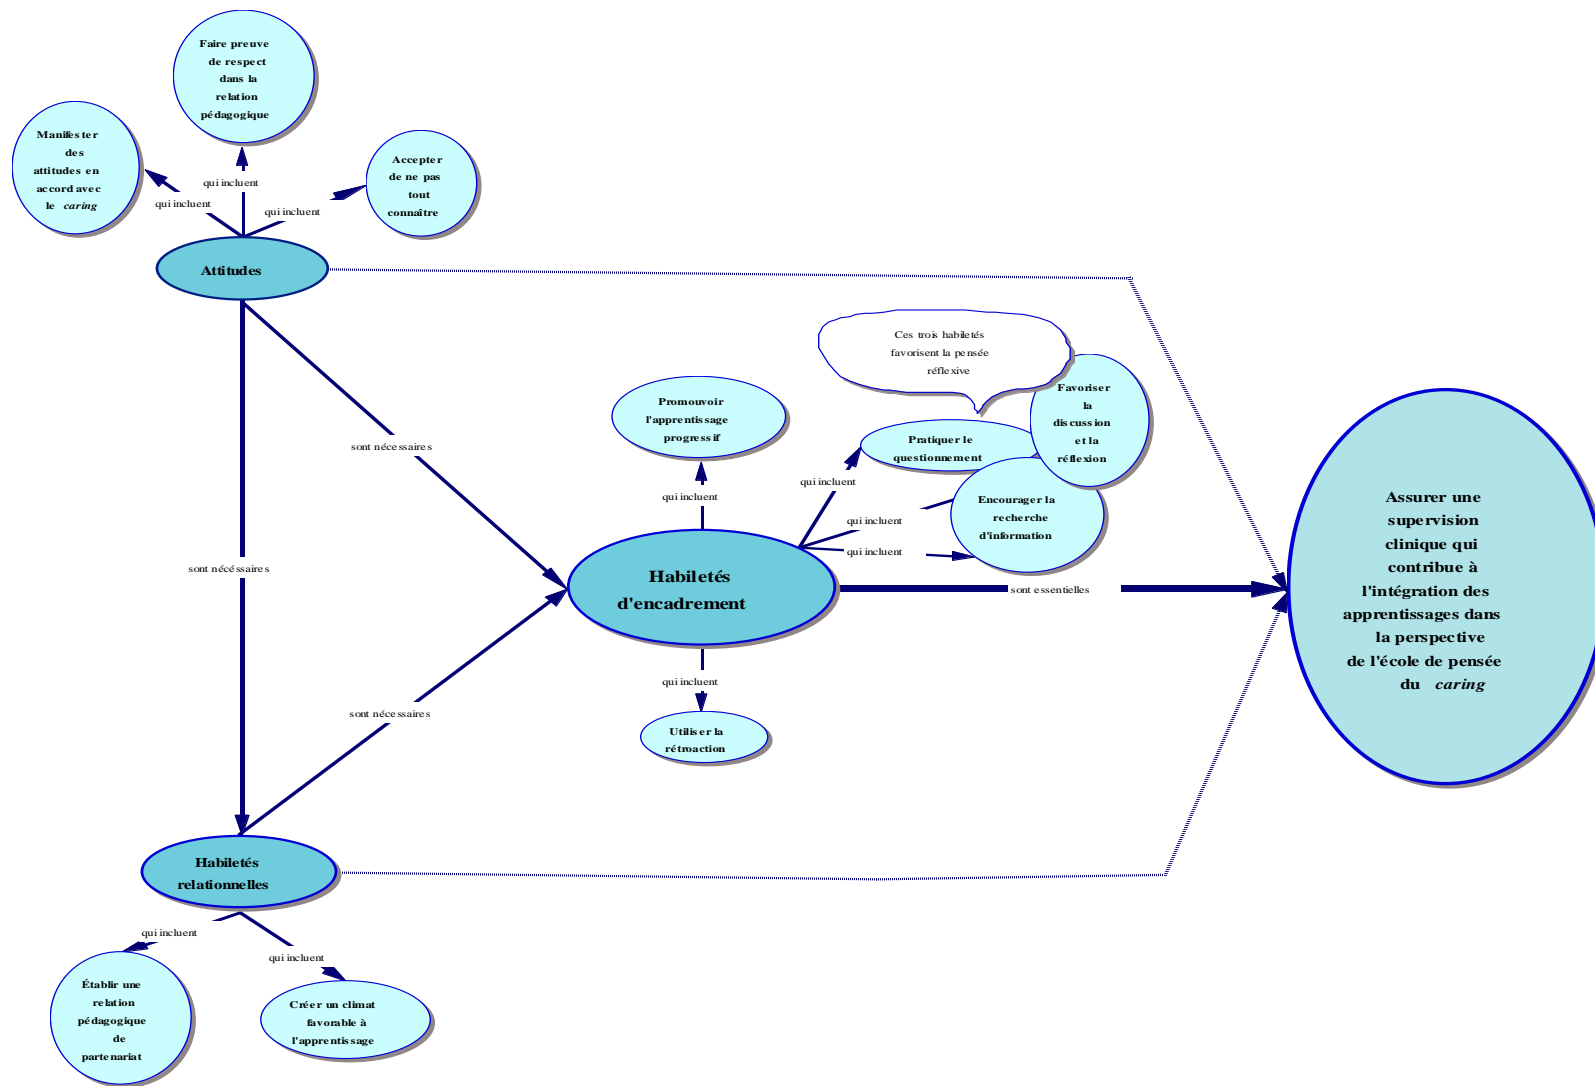 Faire preuve
de respect
dans la
relation
pédagogique
Manifester
des
attitudes en
accord avec
le caring
Accepter
de ne pas
tout
connaître
qui incluent
qui incluent
qui incluent
Attitudes
Ces trois habiletés
favorisent la pensée
réflexive
Favoriser
la
discussion
et la
réflexion
Promouvoir
l'apprentissage
progressif
Pratiquer le
questionnement
sont nécessaires
qui incluent
qui incluent
Encourager la
recherche
d'information
qui incluent
qui incluent
sont nécéssaires
Habiletés
d'encadrement
sont essentielles
Assurer une
supervision
clinique qui
contribue à
l'intégration des
apprentissages dans
la perspective
de l'école de pensée
du caring
qui incluent
sont nécessaires
Utiliser la
rétroaction
Habiletés
relationnelles
qui incluent
qui incluent
Établir une
relation
pédagogique
de
partenariat
Créer un climat
favorable à
l'apprentissage